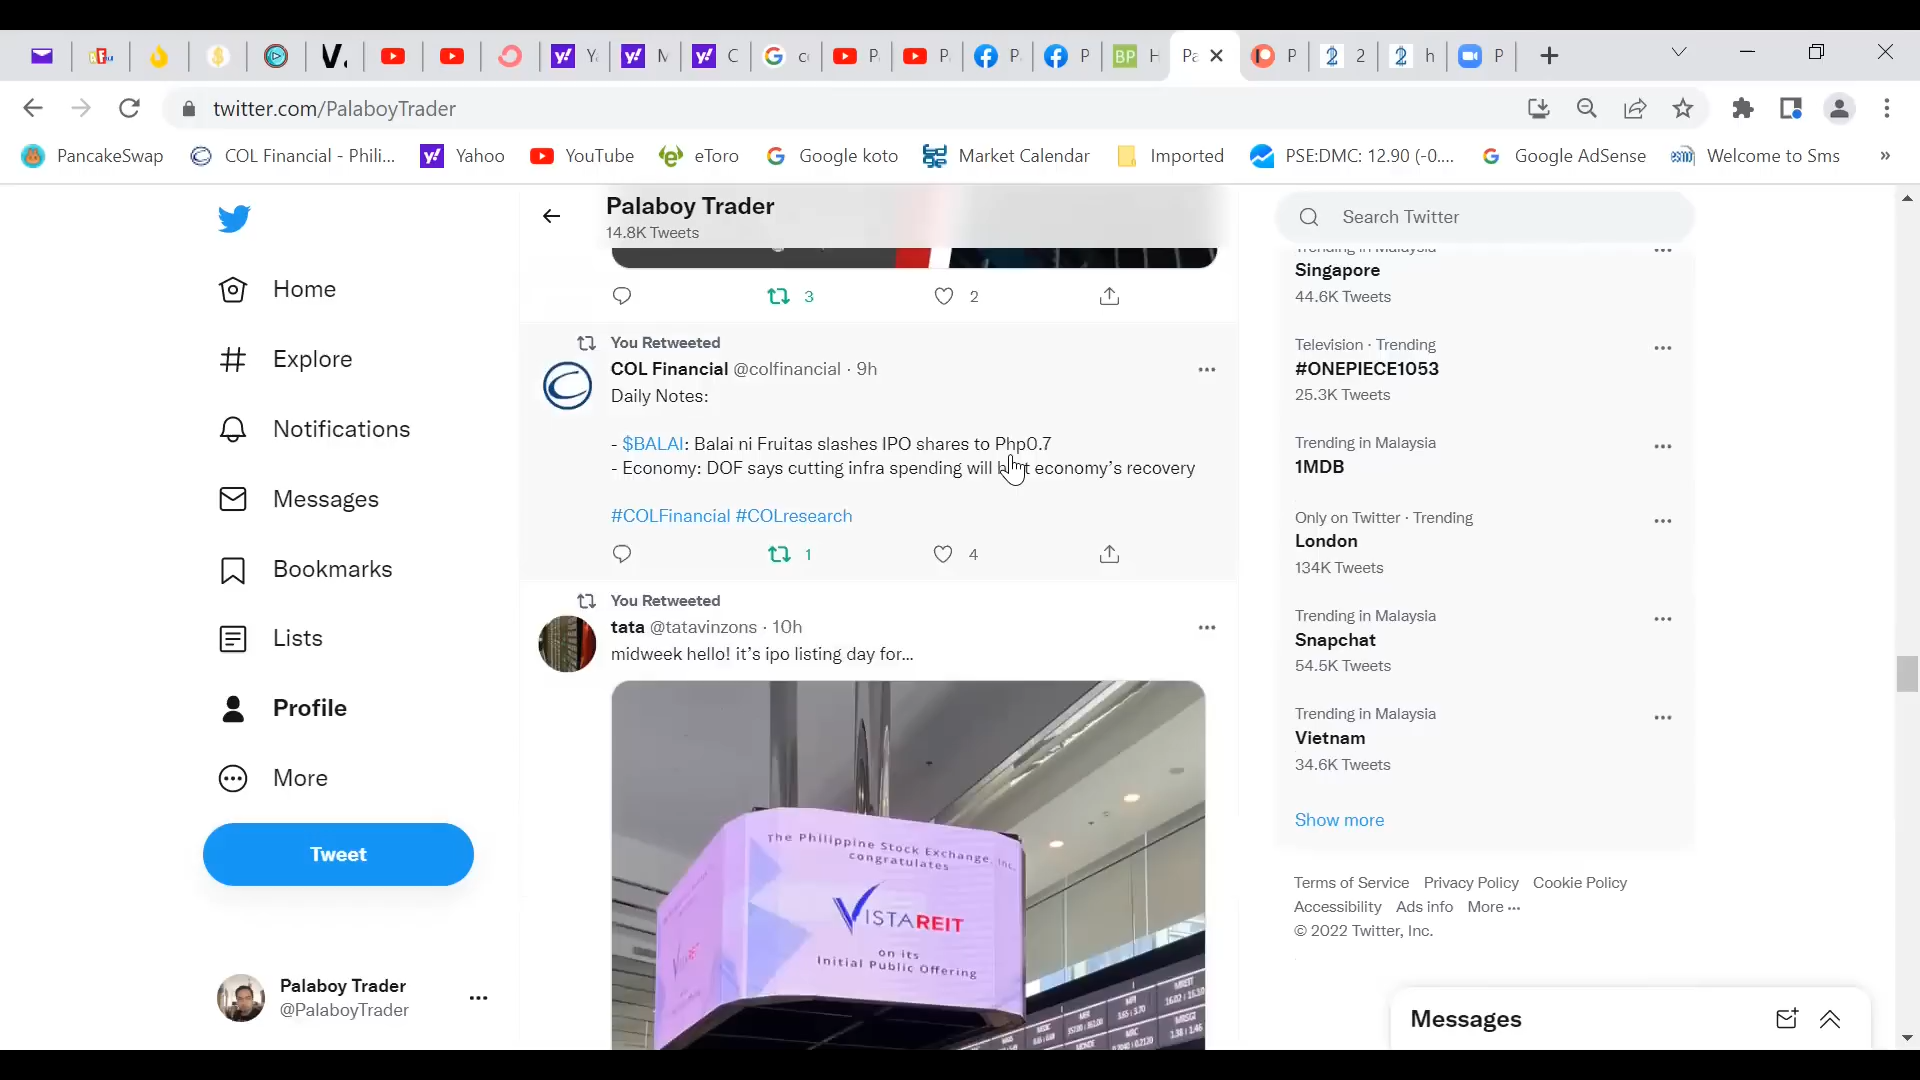 Y
M
C
P
P
P
P
BP
H
Pa
P
2
h
P
twitter.com/PalaboyTrader
PancakeSwap
COL Financial - Phili...
Yahoo
YouTube
eToro
Google koto
Market Calendar
Imported
PSE:DMC: 12.90 (-0....
Google AdSense
Welcome to Sms
»
Home
Explore
Notifications
Messages
Bookmarks
Lists
Profile
More
Tweet
Palaboy Trader
@PalaboyTrader
Palaboy Trader
14.8K Tweets
3
2
You Retweeted
COL Financial @colfinancial · 9h
Daily Notes:
- $BALAI: Balai ni Fruitas slashes IPO shares to Php0.7
- Economy: DOF says cutting infra spending will economy's recovery
#COLFinancial #COLresearch
1
4
You Retweeted
tata @tatavinzons · 10h
midweek hello! it's ipo listing day for...
The Philippine Stock Exchange, Inc.
congratulates
VISTAREIT
on its
Initial Public Offering
Search Twitter
Trending in Malaysia
Singapore
44.6K Tweets
Television · Trending
#ONEPIECE1053
25.3K Tweets
Trending in Malaysia
1MDB
Only on Twitter · Trending
London
134K Tweets
Trending in Malaysia
Snapchat
54.5K Tweets
Trending in Malaysia
Vietnam
34.6K Tweets
Show more
Terms of Service Privacy Policy Cookie Policy
Accessibility Ads info More ···
© 2022 Twitter, Inc.
Messages